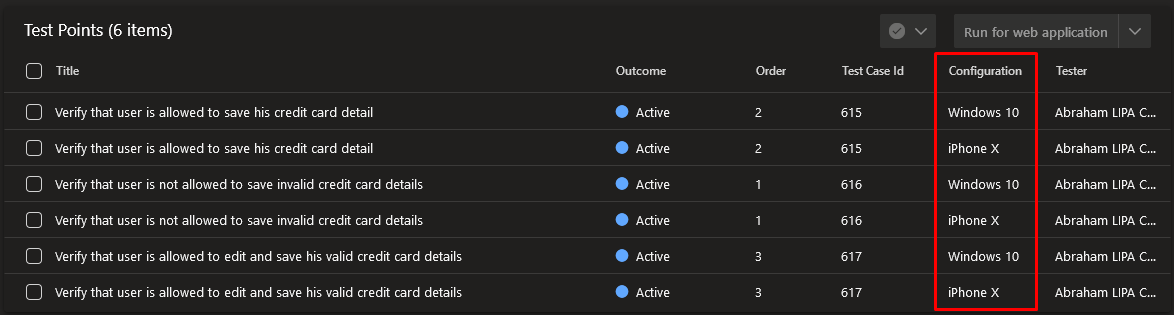 Test Points (6 items)
Run for web application
Title Outcome Order Test Case Id Configuration Tester
Verify that user is allowed to save his credit card detail Active 2 615 Windows 10 Abraham LIPA C...
Verify that user is allowed to save his credit card detail Active 2 615 iPhone X Abraham LIPA C...
Verify that user is not allowed to save invalid credit card details Active 1 616 Windows 10 Abraham LIPA C...
Verify that user is not allowed to save invalid credit card details Active 1 616 iPhone X Abraham LIPA C...
Verify that user is allowed to edit and save his valid credit card details Active 3 617 Windows 10 Abraham LIPA C...
Verify that user is allowed to edit and save his valid credit card details Active 3 617 iPhone X Abraham LIPA C...